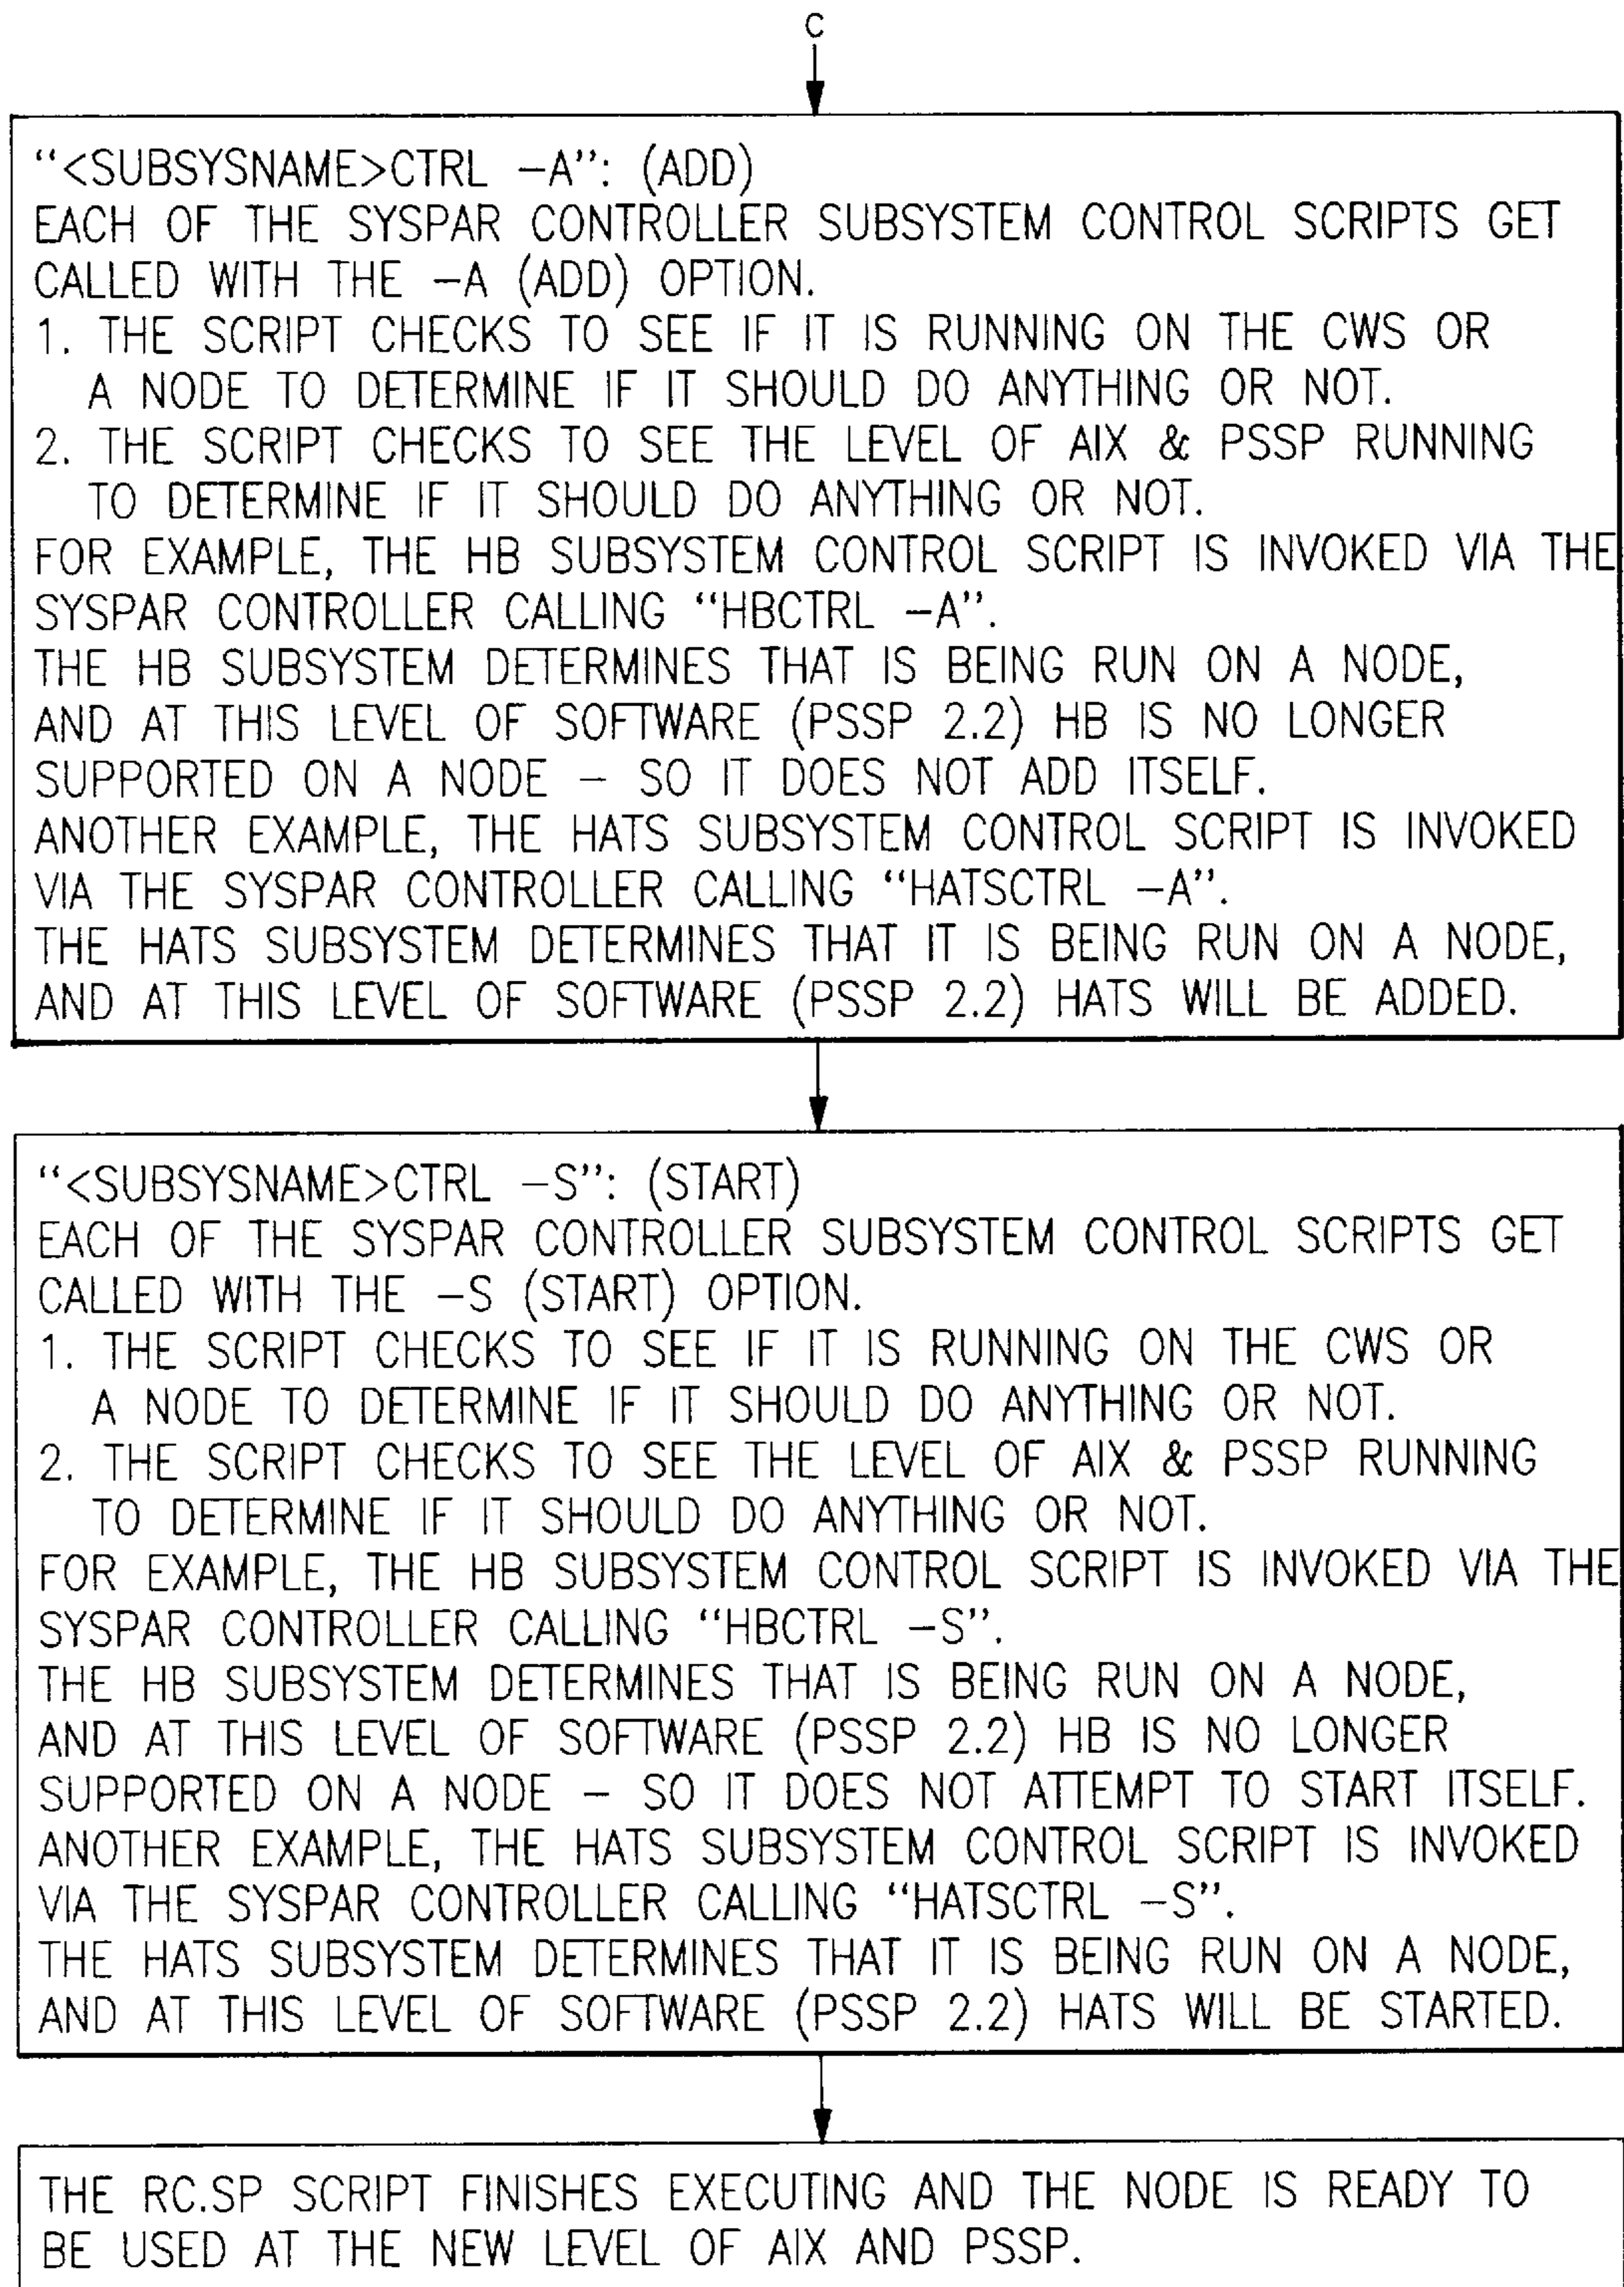 C
“<SUBSYSNAME>CTRL –A”: (ADD)
EACH OF THE SYSPAR CONTROLLER SUBSYSTEM CONTROL SCRIPTS GET
CALLED WITH THE –A (ADD) OPTION.
1. THE SCRIPT CHECKS TO SEE IF IT IS RUNNING ON THE CWS OR
A NODE TO DETERMINE IF IT SHOULD DO ANYTHING OR NOT.
2. THE SCRIPT CHECKS TO SEE THE LEVEL OF AIX & PSSP RUNNING
TO DETERMINE IF IT SHOULD DO ANYTHING OR NOT.
FOR EXAMPLE, THE HB SUBSYSTEM CONTROL SCRIPT IS INVOKED VIA THE
SYSPAR CONTROLLER CALLING “HBCTRL –A”.
THE HB SUBSYSTEM DETERMINES THAT IS BEING RUN ON A NODE,
AND AT THIS LEVEL OF SOFTWARE (PSSP 2.2) HB IS NO LONGER
SUPPORTED ON A NODE – SO IT DOES NOT ADD ITSELF.
ANOTHER EXAMPLE, THE HATS SUBSYSTEM CONTROL SCRIPT IS INVOKED
VIA THE SYSPAR CONTROLLER CALLING “HATSCTRL –A”.
THE HATS SUBSYSTEM DETERMINES THAT IT IS BEING RUN ON A NODE,
AND AT THIS LEVEL OF SOFTWARE (PSSP 2.2) HATS WILL BE ADDED.
“<SUBSYSNAME>CTRL –S”: (START)
EACH OF THE SYSPAR CONTROLLER SUBSYSTEM CONTROL SCRIPTS GET
CALLED WITH THE –S (START) OPTION.
1. THE SCRIPT CHECKS TO SEE IF IT IS RUNNING ON THE CWS OR
A NODE TO DETERMINE IF IT SHOULD DO ANYTHING OR NOT.
2. THE SCRIPT CHECKS TO SEE THE LEVEL OF AIX & PSSP RUNNING
TO DETERMINE IF IT SHOULD DO ANYTHING OR NOT.
FOR EXAMPLE, THE HB SUBSYSTEM CONTROL SCRIPT IS INVOKED VIA THE
SYSPAR CONTROLLER CALLING “HBCTRL –S”.
THE HB SUBSYSTEM DETERMINES THAT IS BEING RUN ON A NODE,
AND AT THIS LEVEL OF SOFTWARE (PSSP 2.2) HB IS NO LONGER
SUPPORTED ON A NODE – SO IT DOES NOT ATTEMPT TO START ITSELF.
ANOTHER EXAMPLE, THE HATS SUBSYSTEM CONTROL SCRIPT IS INVOKED
VIA THE SYSPAR CONTROLLER CALLING “HATSCTRL –S”.
THE HATS SUBSYSTEM DETERMINES THAT IT IS BEING RUN ON A NODE,
AND AT THIS LEVEL OF SOFTWARE (PSSP 2.2) HATS WILL BE STARTED.
THE RC.SP SCRIPT FINISHES EXECUTING AND THE NODE IS READY TO
BE USED AT THE NEW LEVEL OF AIX AND PSSP.